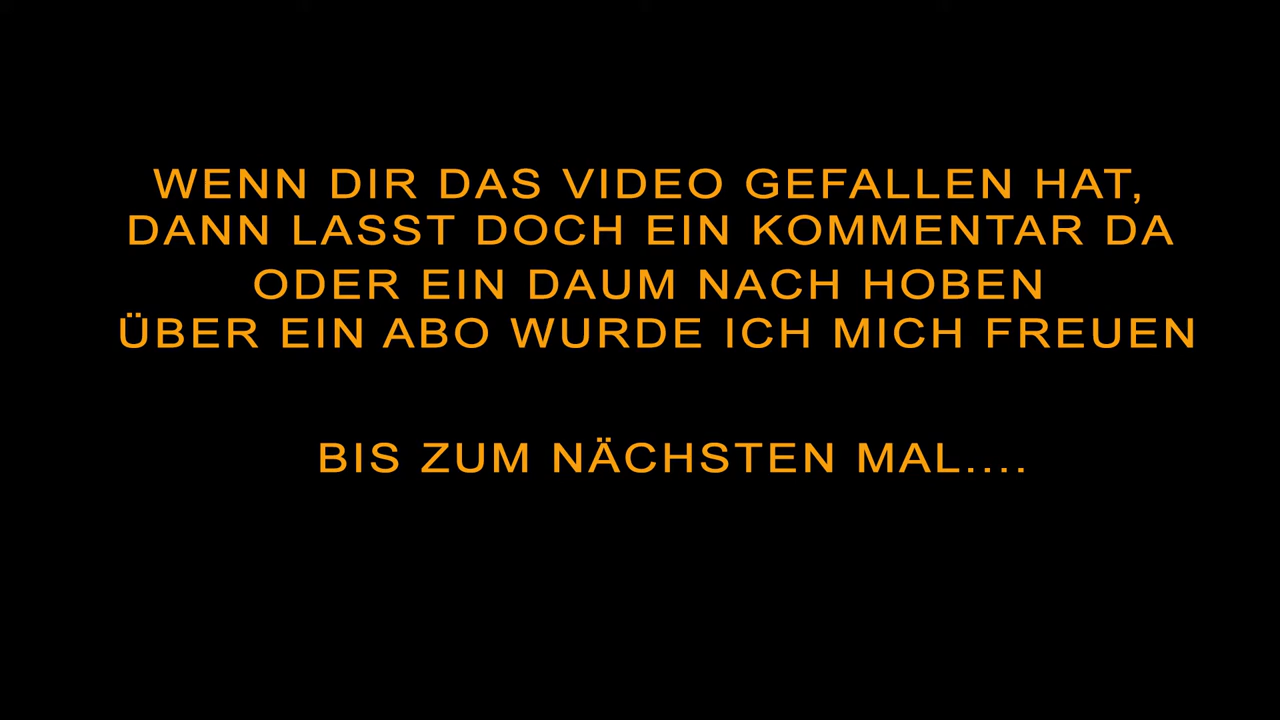 WENN DIR DAS VIDEO GEFALLEN HAT,
DANN LASST DOCH EIN KOMMENTAR DA
ODER EIN DAUM NACH HOBEN
ÜBER EIN ABO WURDE ICH MICH FREUEN
BIS ZUM NÄCHSTEN MAL....